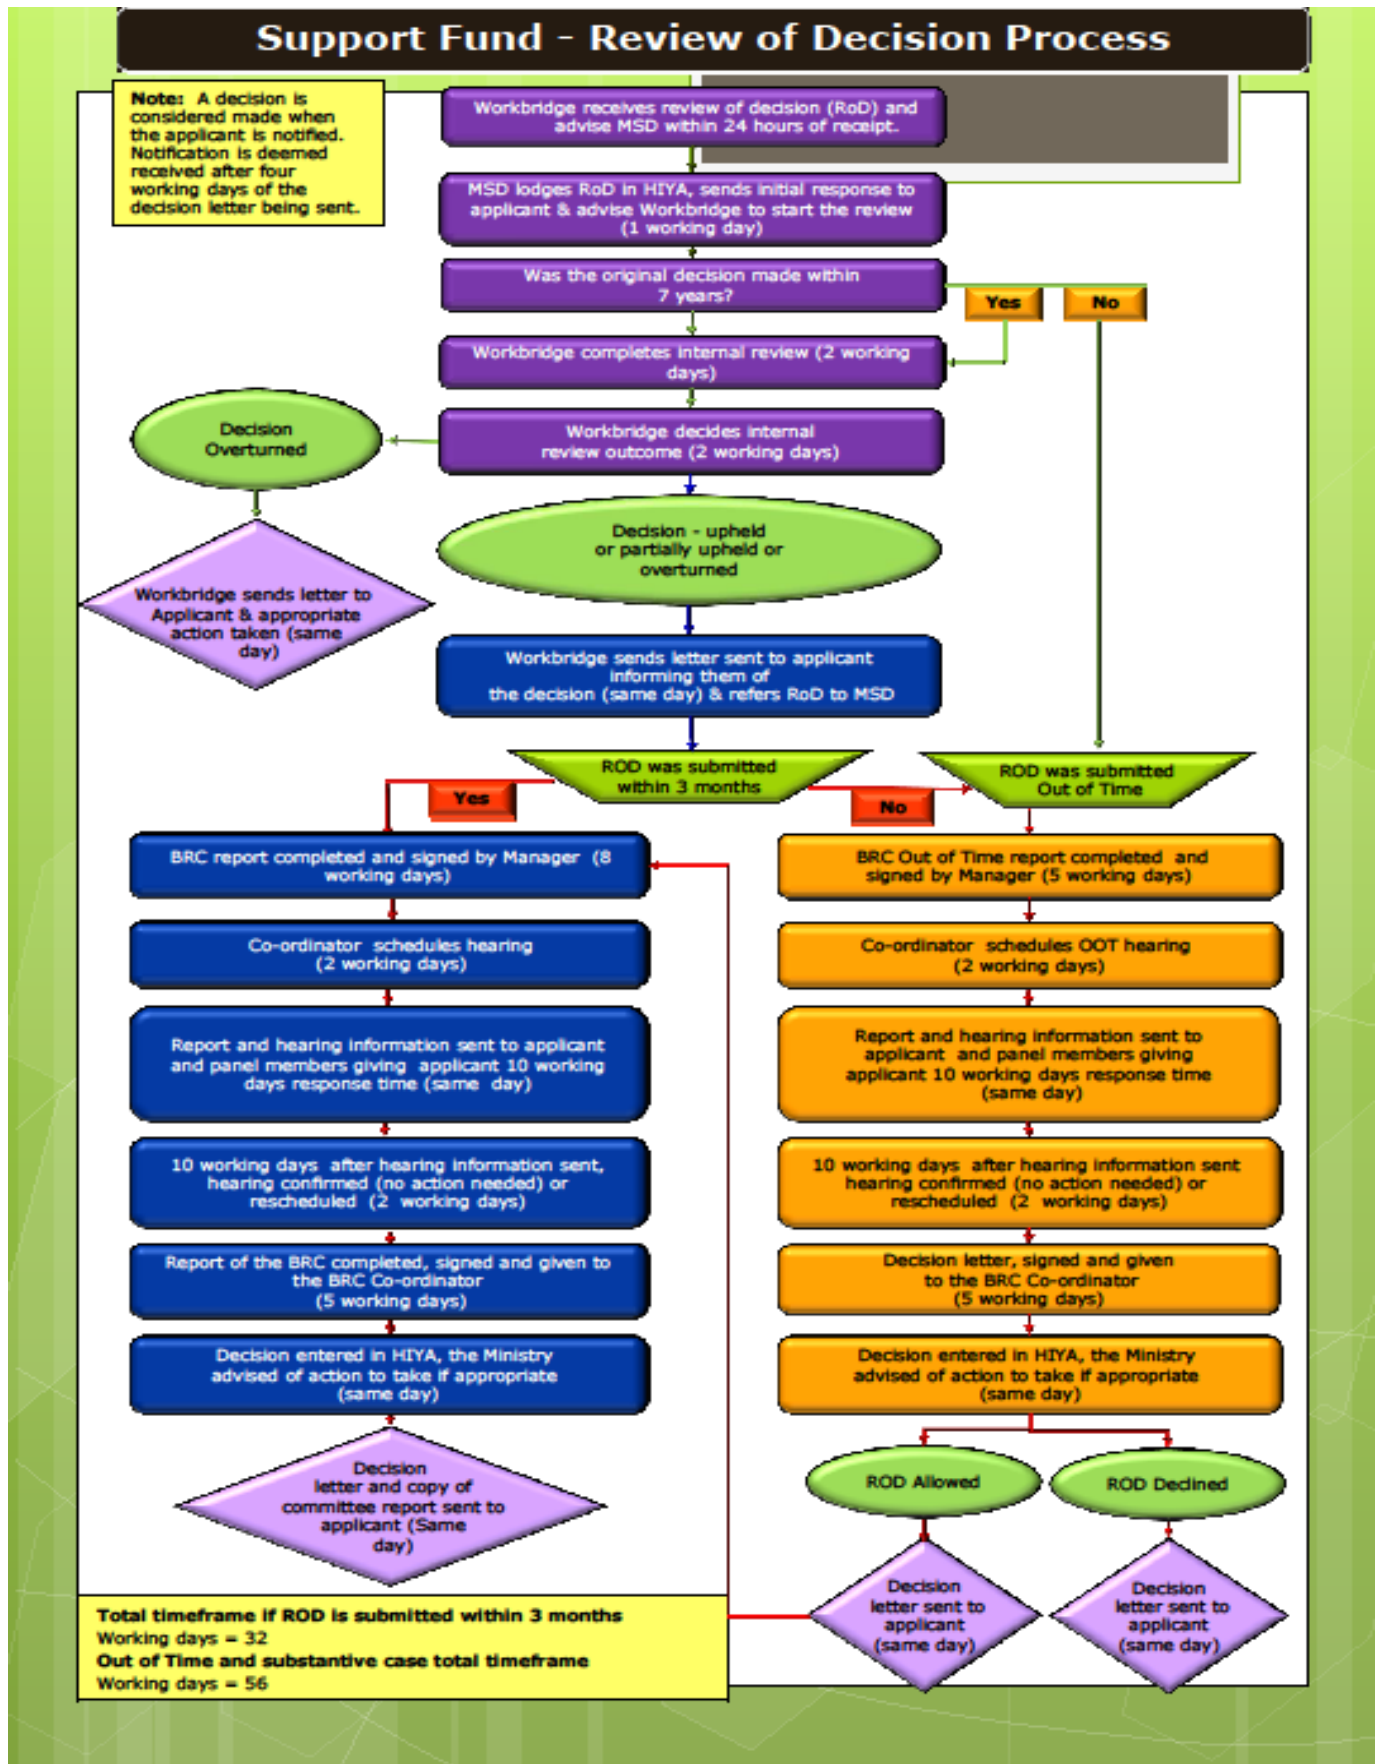 Support Fund - Review of Decision Process
Note: A decision is
considered made when
the applicant is notified.
Notification is deemed
received after four
working days of the
decision letter being sent.
Workbridge receives review of decision (RoD) and
advise MSD within 24 hours of receipt.
MSD lodges RoD in HIYA, sends initial response to
applicant & advise Workbridge to start the review
(1 working day)
Was the original decision made within
7 years?
Yes
No
Workbridge completes internal review (2 working
days)
Workbridge decides internal
review outcome (2 working days)
Decision
Overturned
Workbridge sends letter to
Applicant & appropriate
action taken (same
day)
Decision - upheld
or partially upheld or
overturned
Workbridge sends letter sent to applicant
informing them of
the decision (same day) & refers RoD to MSD
ROD was submitted
within 3 months
Yes
No
ROD was submitted
Out of Time
BRC report completed and signed by Manager (8
working days)
Co-ordinator schedules hearing
(2 working days)
Report and hearing information sent to applicant
and panel members giving applicant 10 working
days response time (same day)
10 working days after hearing information sent,
hearing confirmed (no action needed) or
rescheduled (2 working days)
Report of the BRC completed, signed and given to
the BRC Co-ordinator
(5 working days)
Decision entered in HIYA, the Ministry
advised of action to take if appropriate
(same day)
Decision
letter and copy of
committee report sent to
applicant (Same
day)
BRC Out of Time report completed and
signed by Manager (5 working days)
Co-ordinator schedules OOT hearing
(2 working days)
Report and hearing information sent to
applicant and panel members giving
applicant 10 working days response time
(same day)
10 working days after hearing information sent
hearing confirmed (no action needed) or
rescheduled (2 working days)
Decision letter, signed and given
to the BRC Co-ordinator
(5 working days)
Decision entered in HIYA, the Ministry
advised of action to take if appropriate
(same day)
ROD Allowed
ROD Declined
Decision
letter sent to
applicant
(same day)
Decision
letter sent to
applicant
(same day)
Total timeframe if ROD is submitted within 3 months
Working days = 32
Out of Time and substantive case total timeframe
Working days = 56